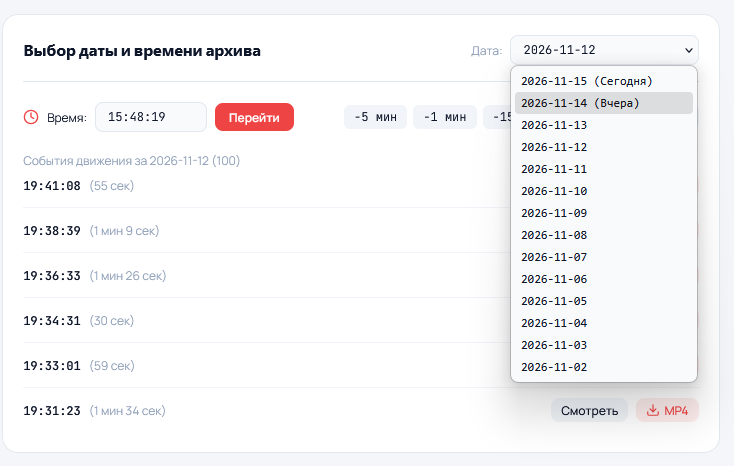 Выбор даты и времени архива
Дата: 2026-11-12
2026-11-15 (Сегодня)
2026-11-14 (Вчера)
2026-11-13
2026-11-12
2026-11-11
2026-11-10
2026-11-09
2026-11-08
2026-11-07
2026-11-06
2026-11-05
2026-11-04
2026-11-03
2026-11-02
Время: 15:48:19 Перейти -5 мин -1 мин -15
События движения за 2026-11-12 (100)
19:41:08 (55 сек)
19:38:39 (1 мин 9 сек)
19:36:33 (1 мин 26 сек)
19:34:31 (30 сек)
19:33:01 (59 сек)
19:31:23 (1 мин 34 сек) Смотреть MP4